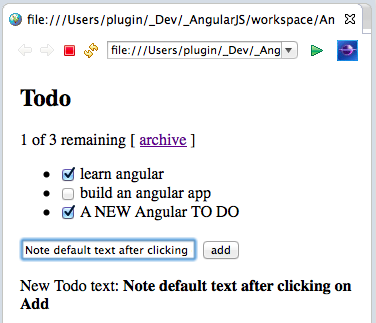 file:///Users/plugin/_Dev/_AngularJS/workspace/An
file:///Users/plugin/_Dev/_Ang
Todo
1 of 3 remaining [ archive ]
learn angular
build an angular app
A NEW Angular TO DO
Note default text after clicking
add
New Todo text: Note default text after clicking on
Add